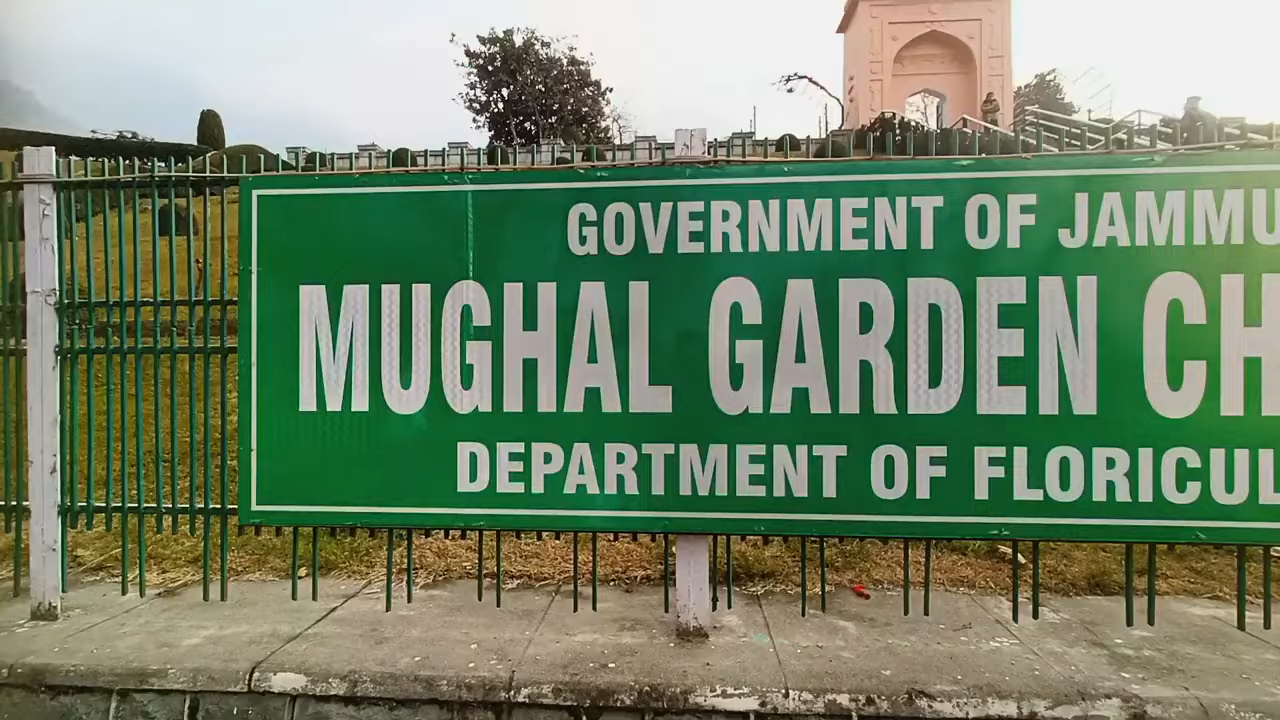 GOVERNMENT OF JAMMU
MUGHAL GARDEN CH
DEPARTMENT OF FLORICUL